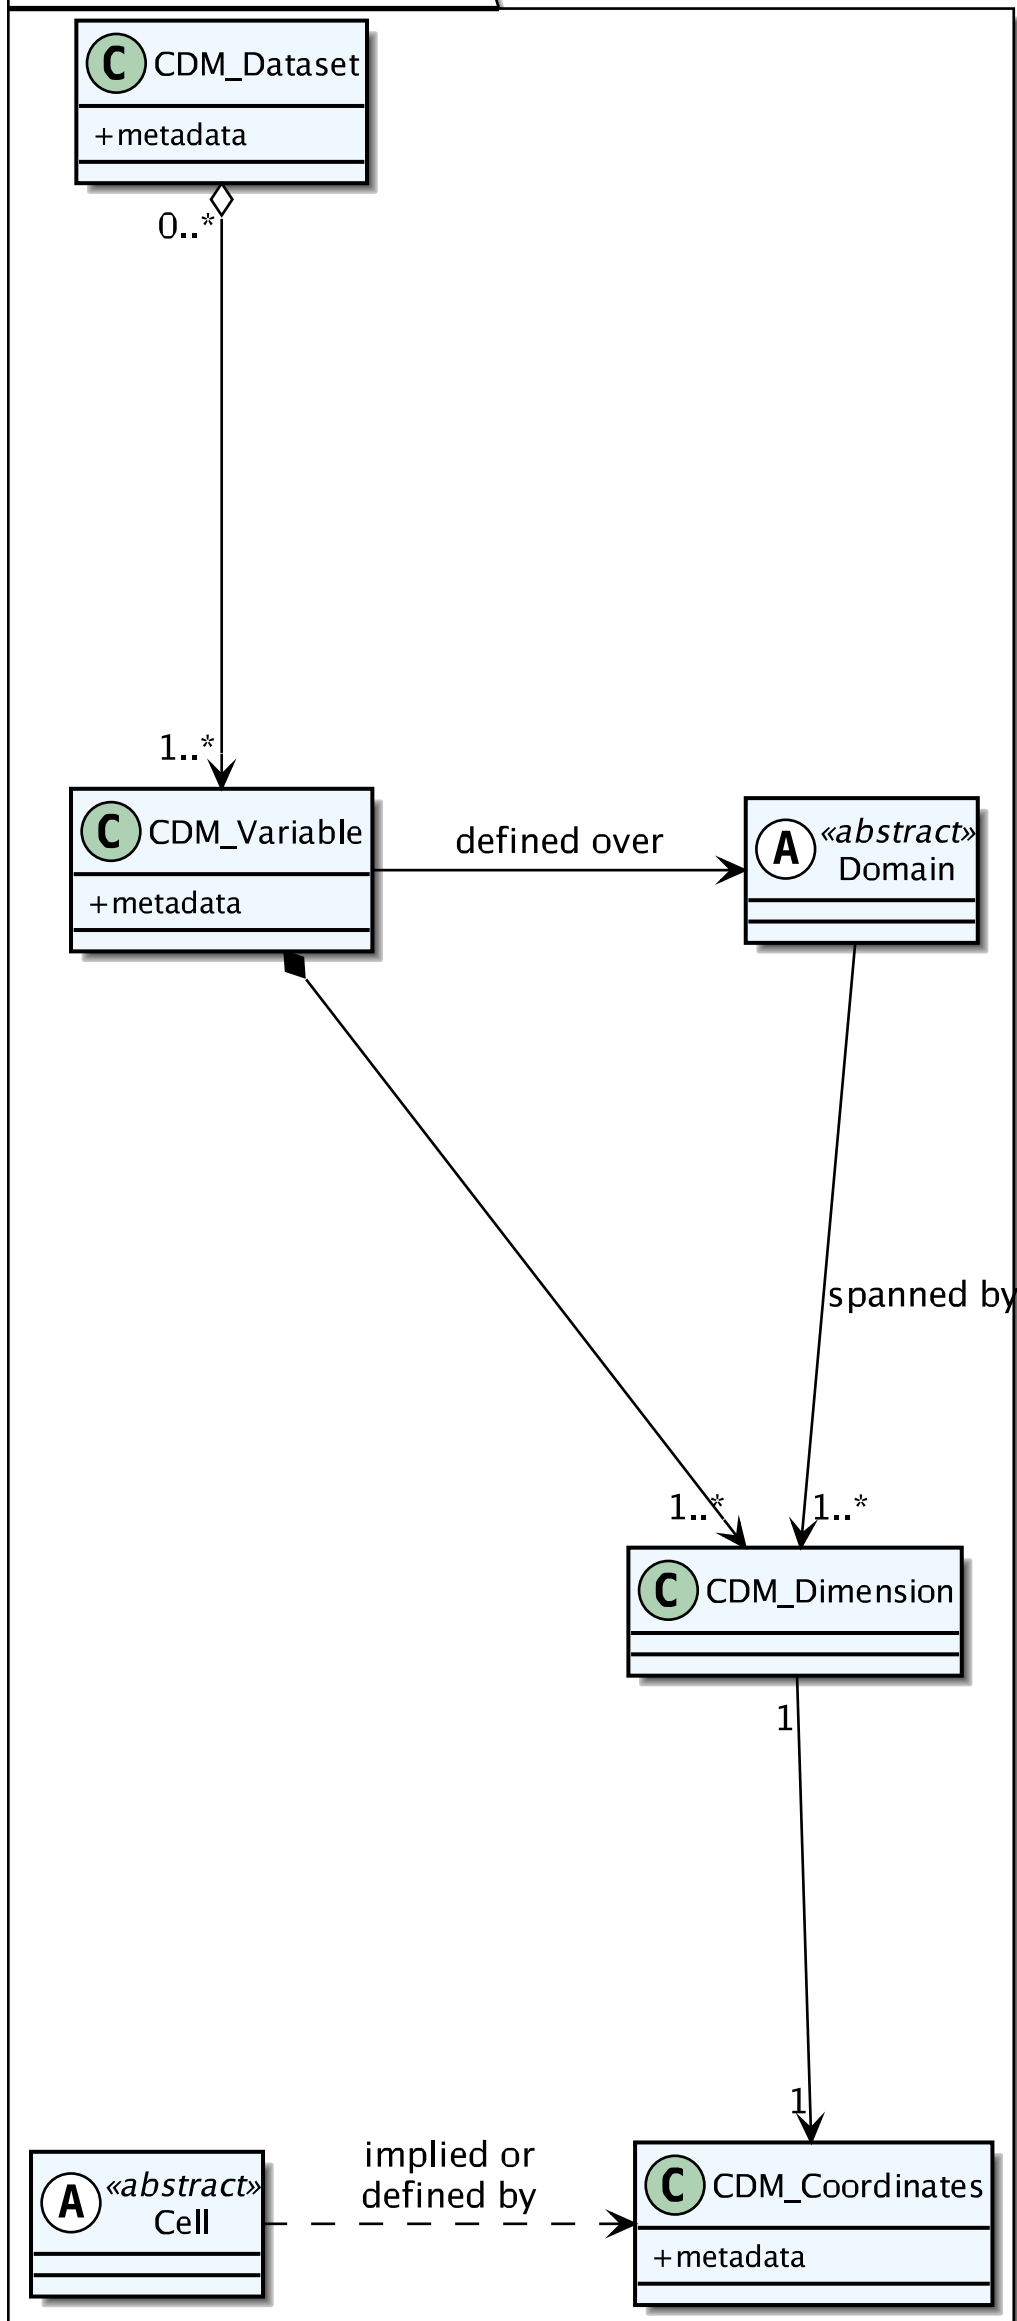 C CDM_Dataset
+metadata
0..*
1..*
C CDM_Variable
+metadata
defined over
A «abstract»
Domain
spanned by
1..*
1..*
C CDM_Dimension
1
1
implied or
defined by
A «abstract»
Cell
C CDM_Coordinates
+metadata